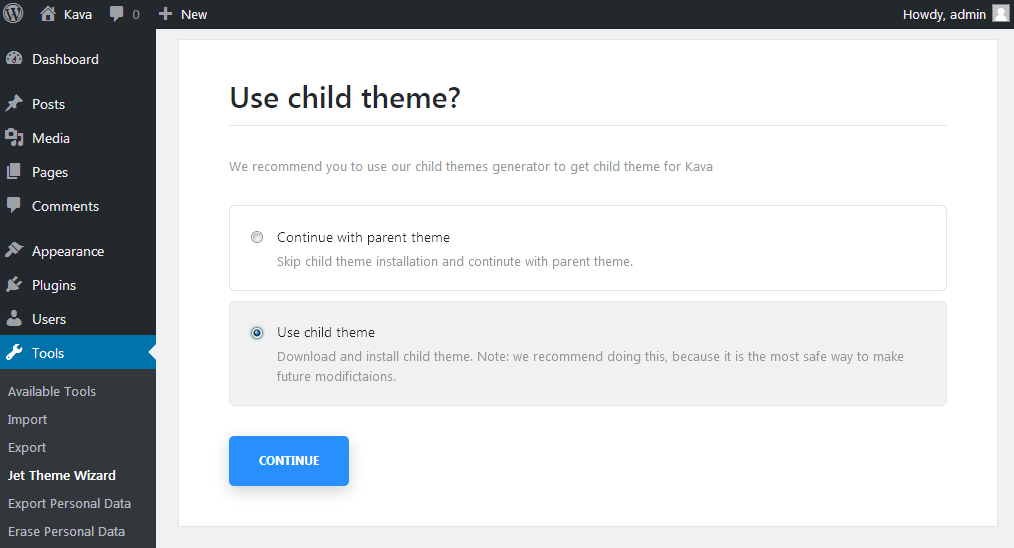 Kava
0
New
Howdy, admin
Dashboard
Posts
Media
Pages
Comments
Appearance
Plugins
Users
Tools
Available Tools
Import
Export
Jet Theme Wizard
Export Personal Data
Erase Personal Data
Use child theme?
We recommend you to use our child themes generator to get child theme for Kava
Continue with parent theme
Skip child theme installation and continute with parent theme.
Use child theme
Download and install child theme. Note: we recommend doing this, because it is the most safe way to make
future modifictaions.
CONTINUE